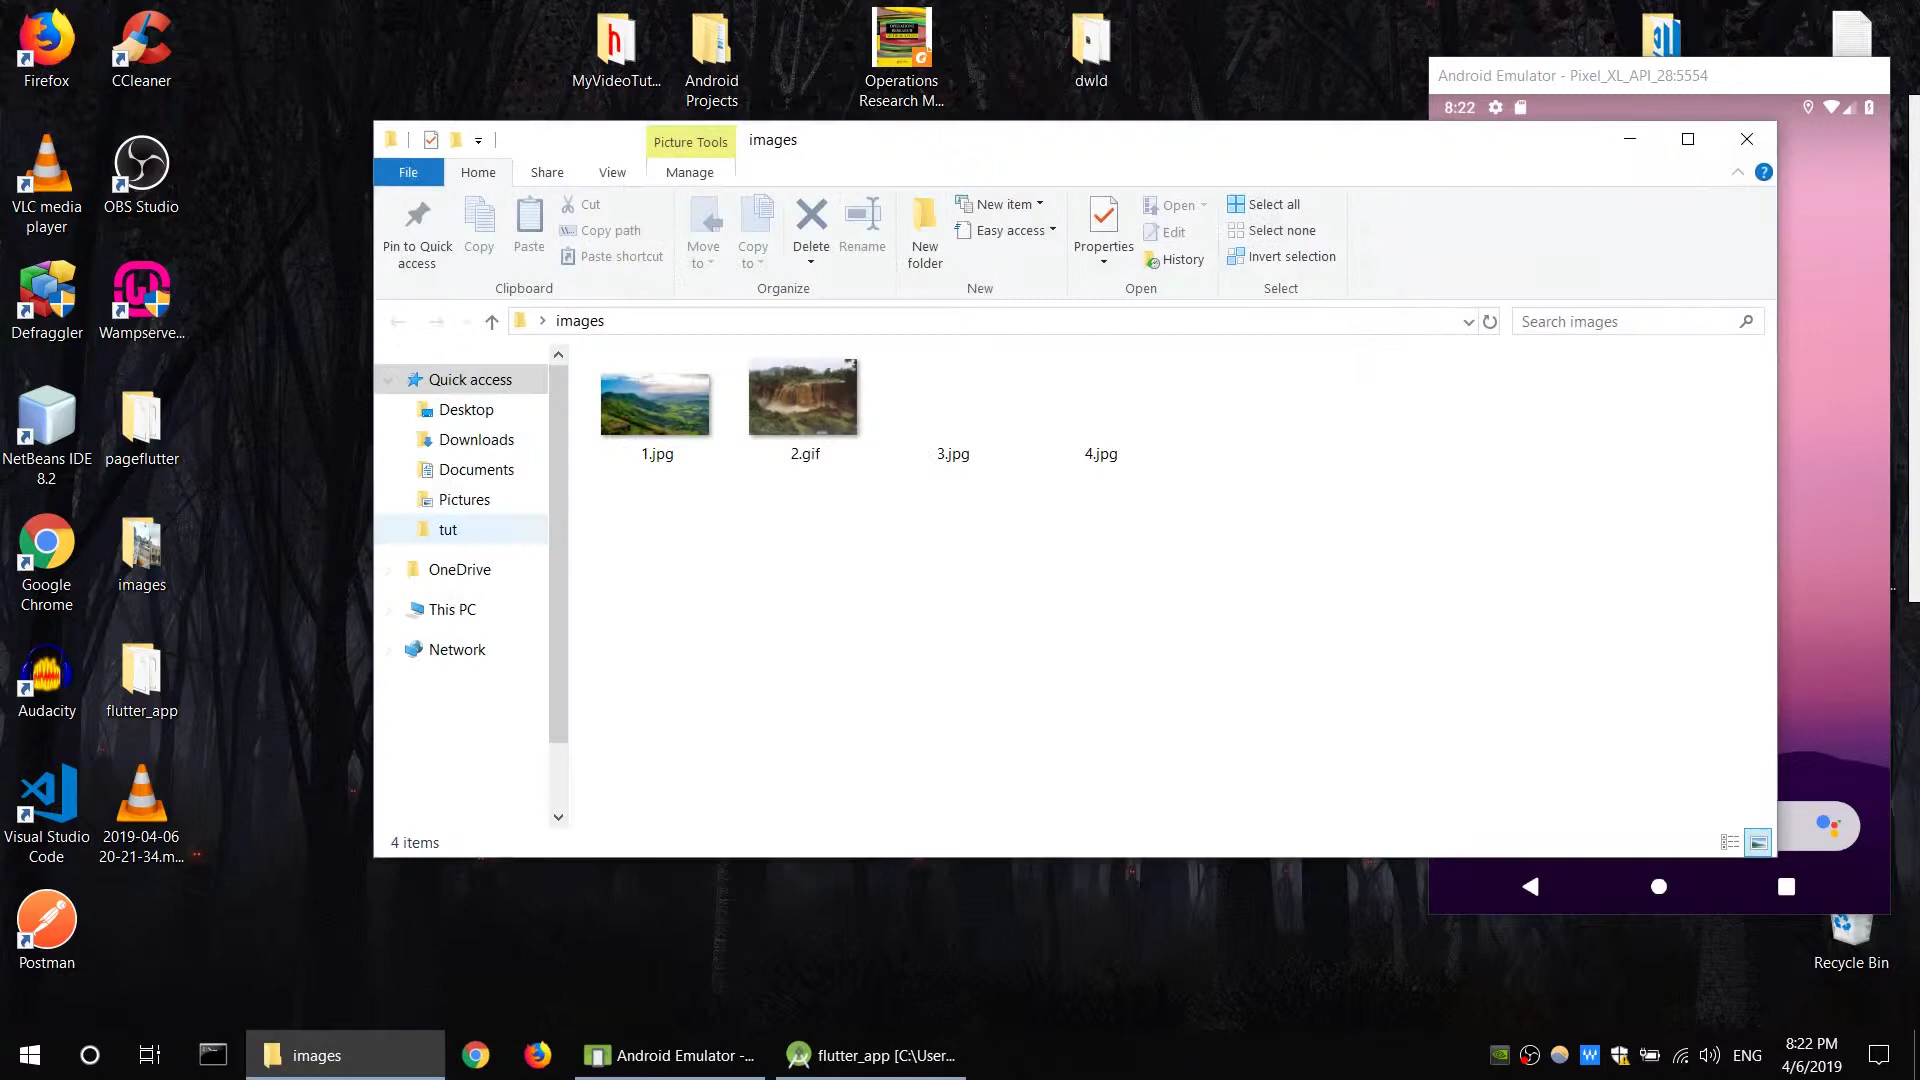 Firefox
CCleaner
MyVideoTut...
Android
Projects
Operations
Research M...
dwld
VLC media
player
OBS Studio
Defraggler
Wampserve...
NetBeans IDE
8.2
pageflutter
Google
Chrome
images
Audacity
flutter_app
Visual Studio
Code
2019-04-06
20-21-34.m...
Postman
Recycle Bin
Android Emulator - Pixel_XL_API_28:5554
8:22
Picture Tools
images
File
Home
Share
View
Manage
Pin to Quick
access
Copy
Paste
Cut
Copy path
Paste shortcut
Clipboard
Move
to
Copy
to
Delete
Rename
Organize
New
folder
New item
Easy access
New
Properties
Open
Edit
History
Open
Select all
Select none
Invert selection
Select
images
Search images
Quick access
Desktop
Downloads
Documents
Pictures
tut
OneDrive
This PC
Network
1.jpg
2.gif
3.jpg
4.jpg
4 items
images
Android Emulator -...
flutter_app [C:\User...
ENG
8:22 PM
4/6/2019